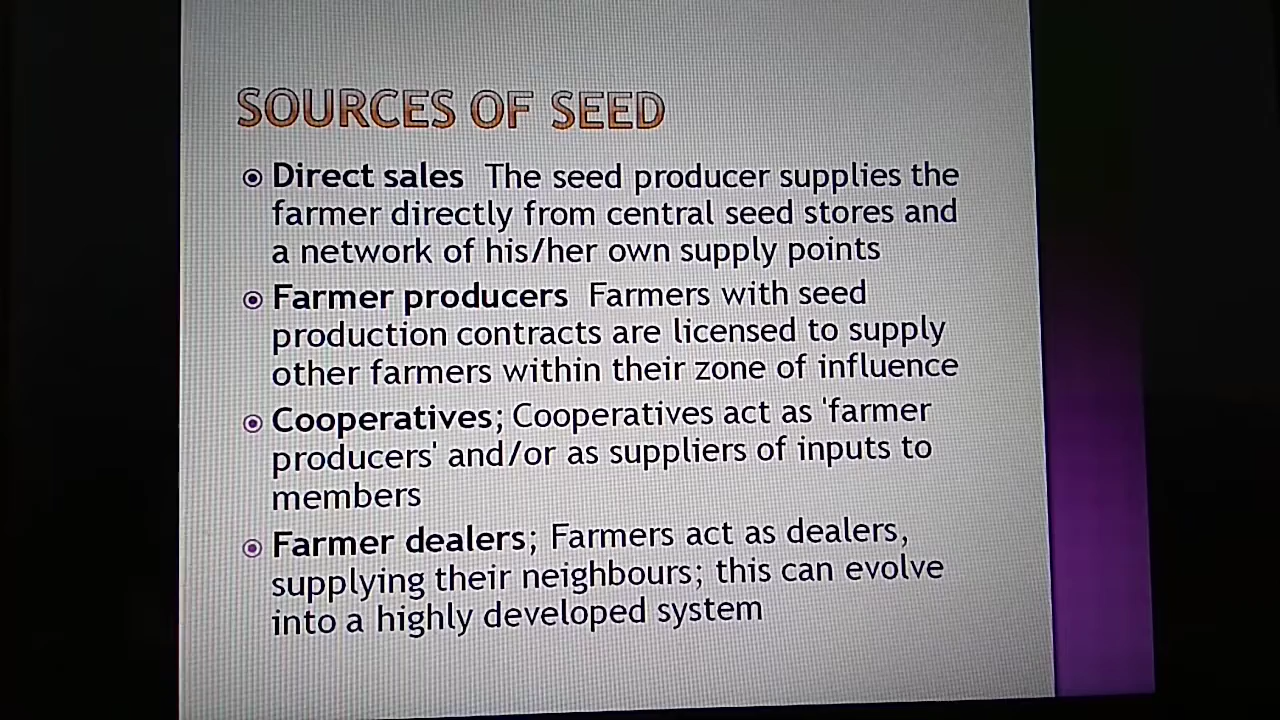 SOURCES OF SEED
Direct sales The seed producer supplies the
farmer directly from central seed stores and
a network of his/her own supply points
Farmer producers Farmers with seed
production contracts are licensed to supply
other farmers within their zone of influence
Cooperatives; Cooperatives act as 'farmer
producers' and/or as suppliers of inputs to
members
Farmer dealers; Farmers act as dealers,
supplying their neighbours; this can evolve
into a highly developed system